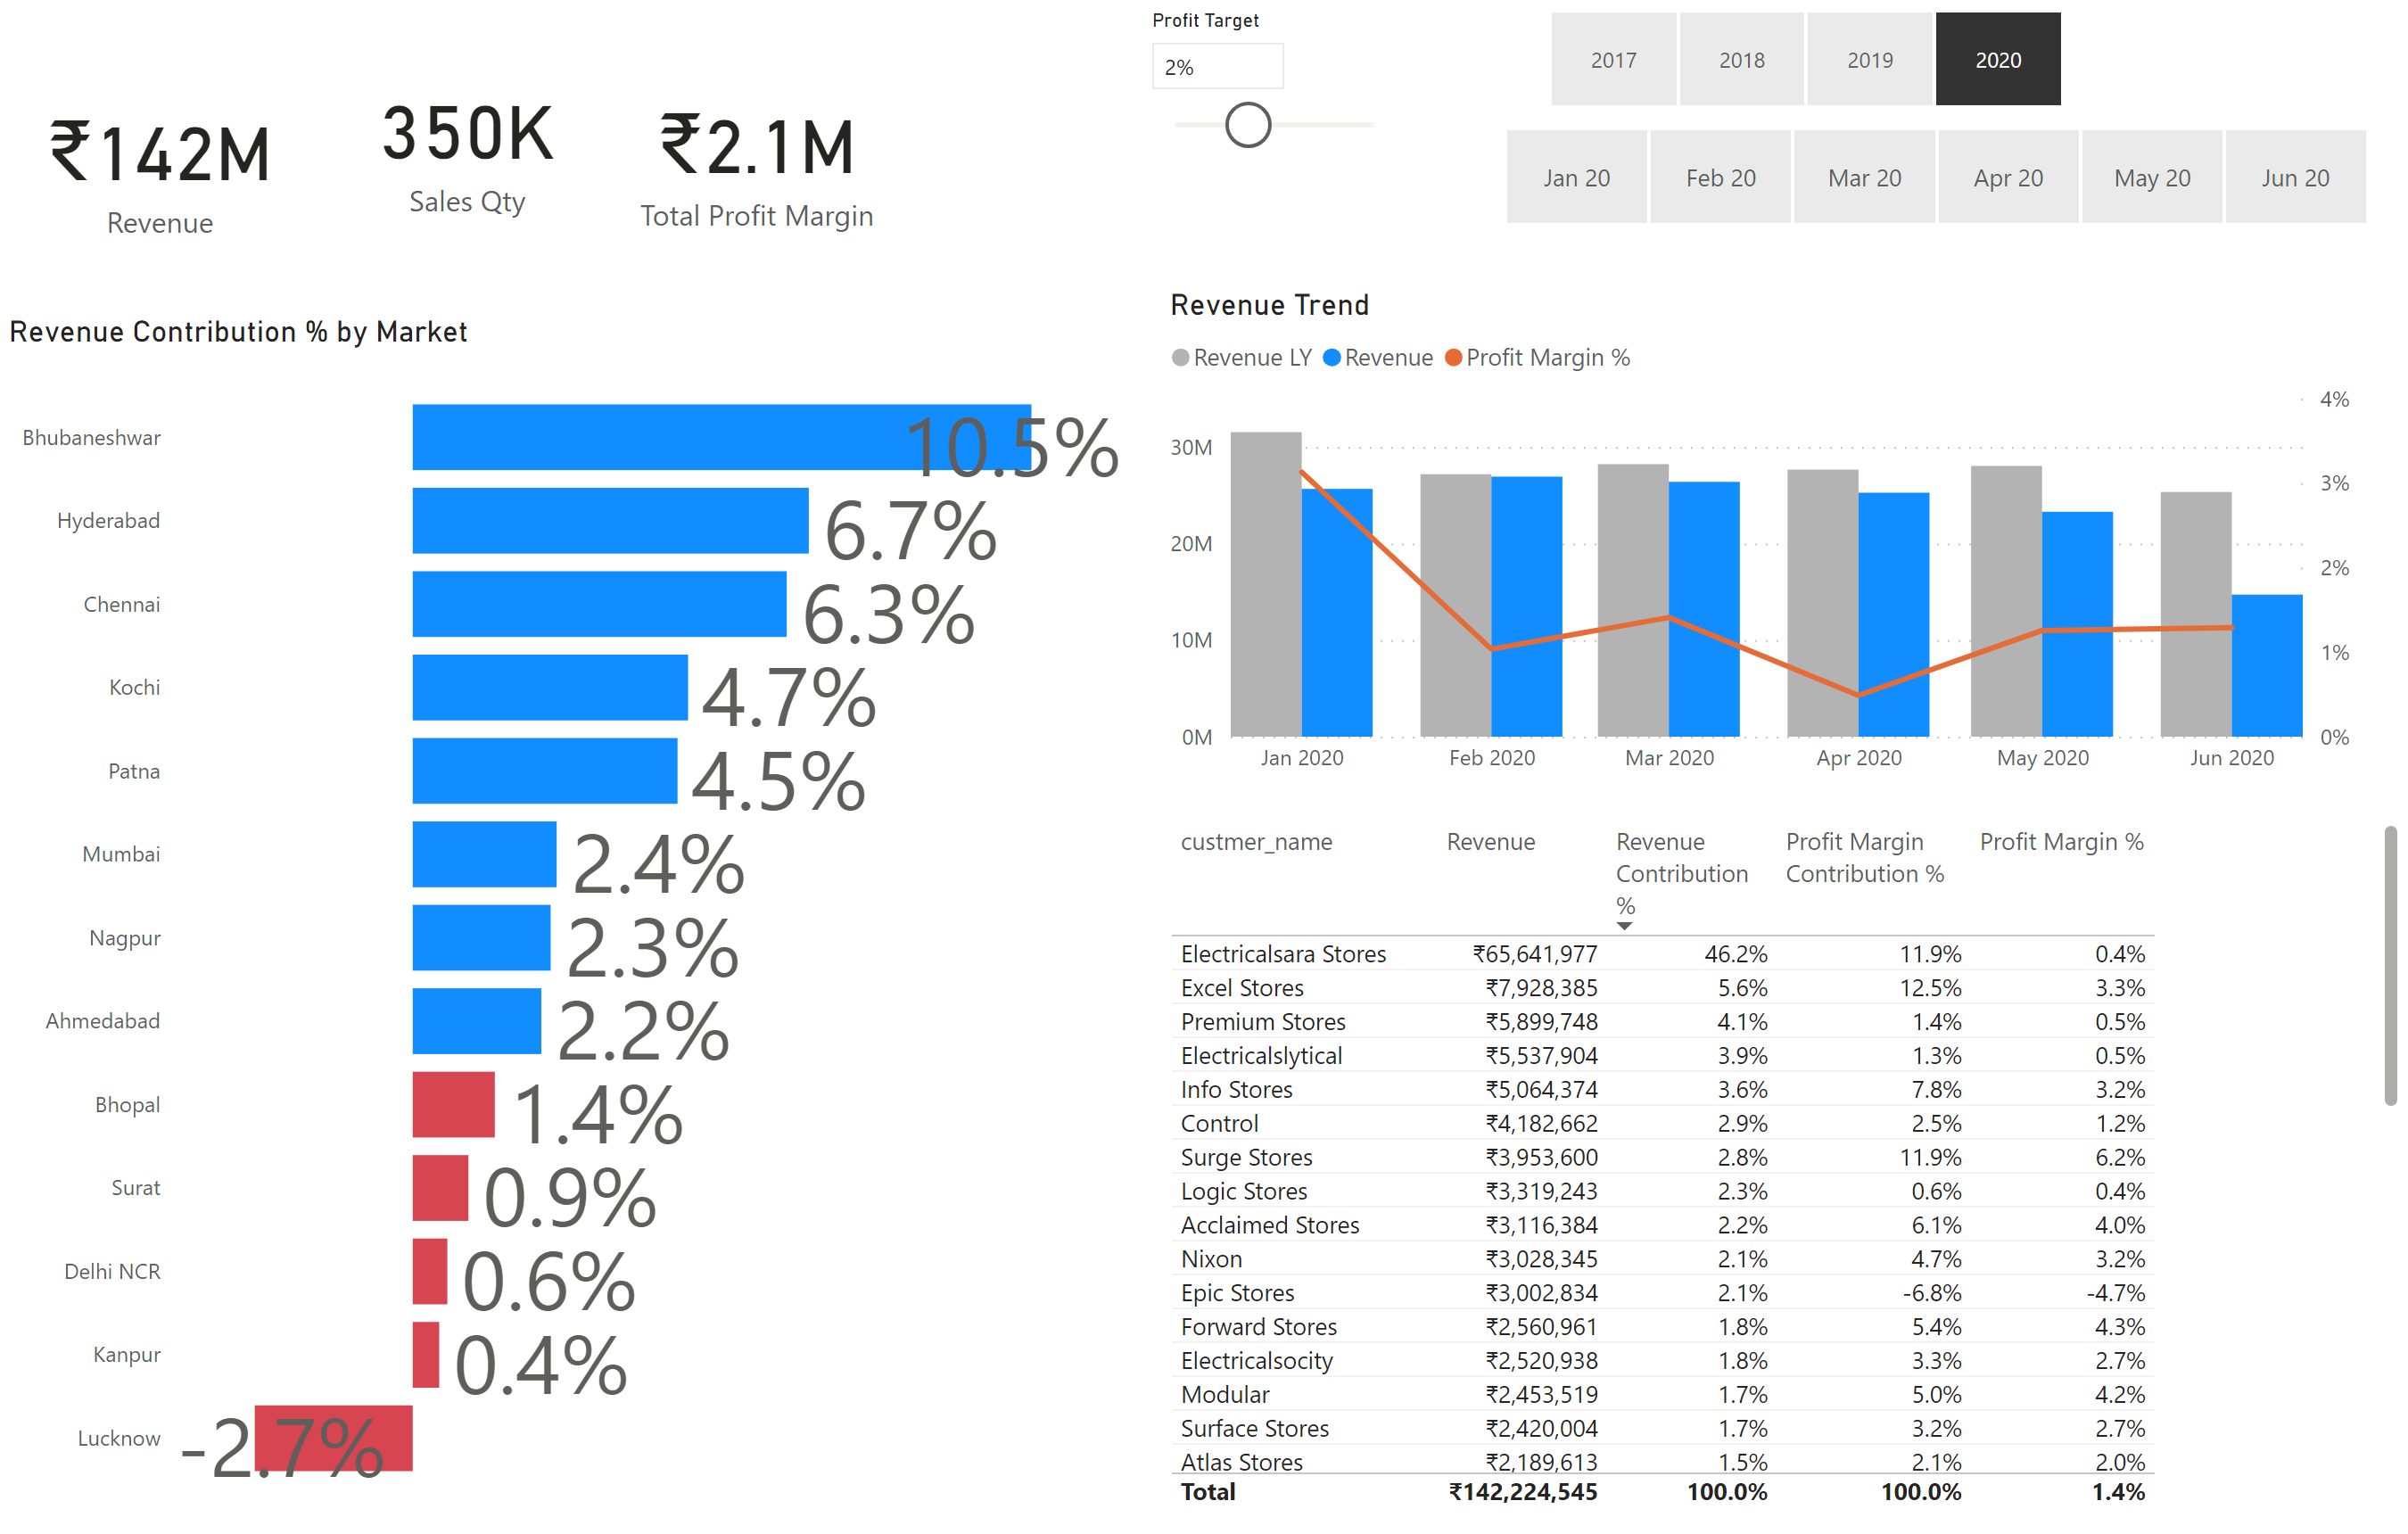 ₹142M
Revenue
350K
Sales Qty
₹2.1M
Total Profit Margin
Profit Target
2%
2017 2018 2019 2020
Jan 20 Feb 20 Mar 20 Apr 20 May 20 Jun 20
Revenue Contribution % by Market
Bhubaneshwar 10.5%
Hyderabad 6.7%
Chennai 6.3%
Kochi 4.7%
Patna 4.5%
Mumbai 2.4%
Nagpur 2.3%
Ahmedabad 2.2%
Bhopal 1.4%
Surat 0.9%
Delhi NCR 0.6%
Kanpur 0.4%
Lucknow -2.7%
Revenue Trend
Revenue LY Revenue Profit Margin %
4%
30M
3%
20M
2%
10M
1%
0M 0%
Jan 2020 Feb 2020 Mar 2020 Apr 2020 May 2020 Jun 2020
custmer_name Revenue Revenue Profit Margin Profit Margin %
Contribution Contribution %
%
Electricalsara Stores ₹65,641,977 46.2% 11.9% 0.4%
Excel Stores ₹7,928,385 5.6% 12.5% 3.3%
Premium Stores ₹5,899,748 4.1% 1.4% 0.5%
Electricalslytical ₹5,537,904 3.9% 1.3% 0.5%
Info Stores ₹5,064,374 3.6% 7.8% 3.2%
Control ₹4,182,662 2.9% 2.5% 1.2%
Surge Stores ₹3,953,600 2.8% 11.9% 6.2%
Logic Stores ₹3,319,243 2.3% 0.6% 0.4%
Acclaimed Stores ₹3,116,384 2.2% 6.1% 4.0%
Nixon ₹3,028,345 2.1% 4.7% 3.2%
Epic Stores ₹3,002,834 2.1% -6.8% -4.7%
Forward Stores ₹2,560,961 1.8% 5.4% 4.3%
Electricalsocity ₹2,520,938 1.8% 3.3% 2.7%
Modular ₹2,453,519 1.7% 5.0% 4.2%
Surface Stores ₹2,420,004 1.7% 3.2% 2.7%
Atlas Stores ₹2,189,613 1.5% 2.1% 2.0%
Total ₹142,224,545 100.0% 100.0% 1.4%